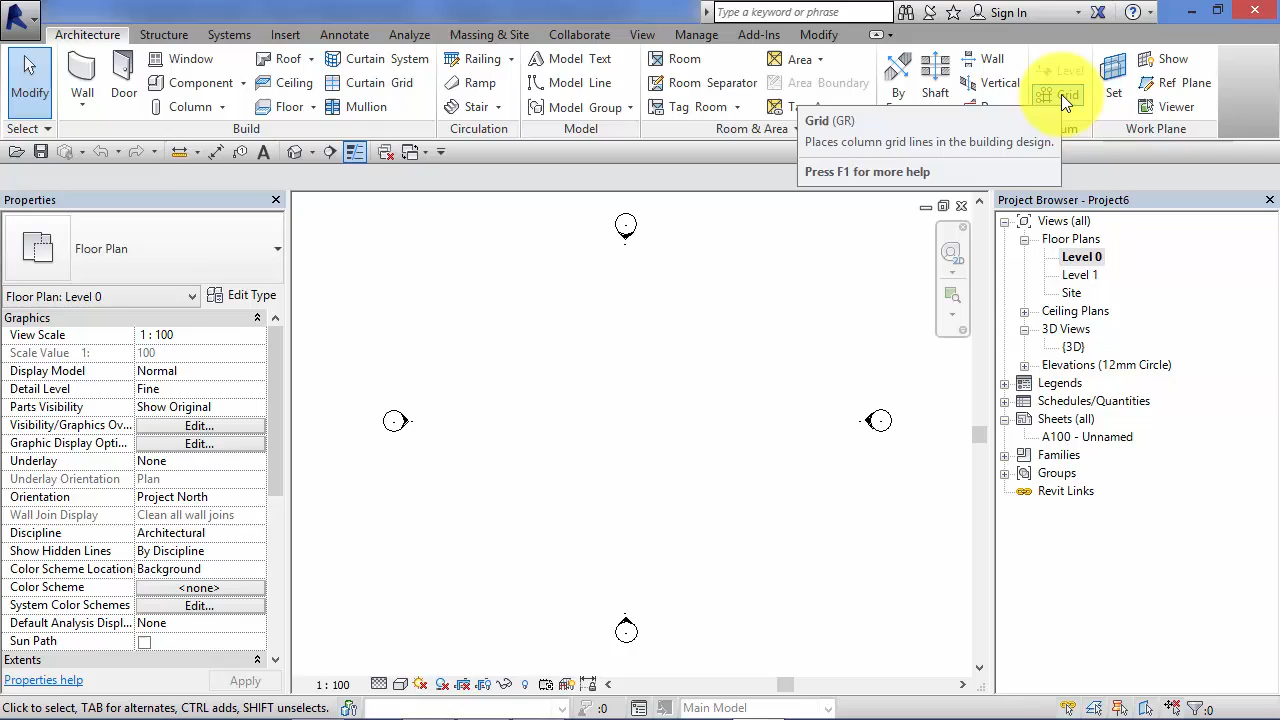 Type a keyword or phrase
Sign In
Architecture Structure Systems Insert Annotate Analyze Massing & Site Collaborate View Manage Add-Ins Modify
Modify
Select
Wall
Door
Window
Component
Column
Roof
Ceiling
Floor
Curtain System
Curtain Grid
Mullion
Build
Railing
Ramp
Stair
Circulation
Model Text
Model Line
Model Group
Model
Room
Room Separator
Tag Room
Area
Area Boundary
Room & Area
By
Shaft
Wall
Vertical
Level
Grid
Set
Show
Ref Plane
Viewer
Work Plane
Grid (GR)
Places column grid lines in the building design.
Press F1 for more help
Properties
Floor Plan
Floor Plan: Level 0
Edit Type
Graphics
View Scale 1 : 100
Scale Value 1: 100
Display Model Normal
Detail Level Fine
Parts Visibility Show Original
Visibility/Graphics Ov... Edit...
Graphic Display Opti... Edit...
Underlay None
Underlay Orientation Plan
Orientation Project North
Wall Join Display Clean all wall joins
Discipline Architectural
Show Hidden Lines By Discipline
Color Scheme Location Background
Color Scheme <none>
System Color Schemes Edit...
Default Analysis Displ... None
Sun Path
Extents
Properties help
Apply
2D
1 : 100
Project Browser - Project6
Views (all)
Floor Plans
Level 0
Level 1
Site
Ceiling Plans
3D Views
{3D}
Elevations (12mm Circle)
Legends
Schedules/Quantities
Sheets (all)
A100 - Unnamed
Families
Groups
Revit Links
Click to select, TAB for alternates, CTRL adds, SHIFT unselects.
:0
Main Model
:0